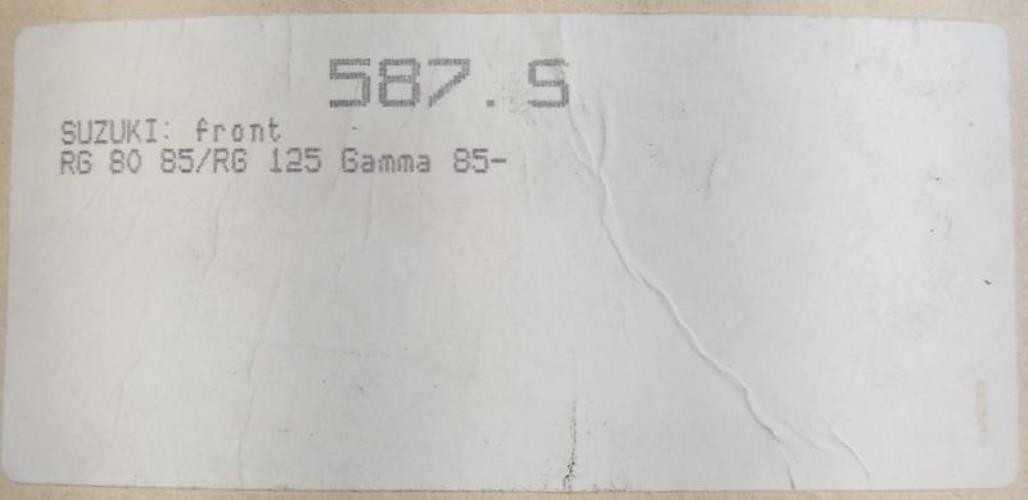 587.S
SUZUKI: front
RG 80 85/RG 125 Gamma 85-